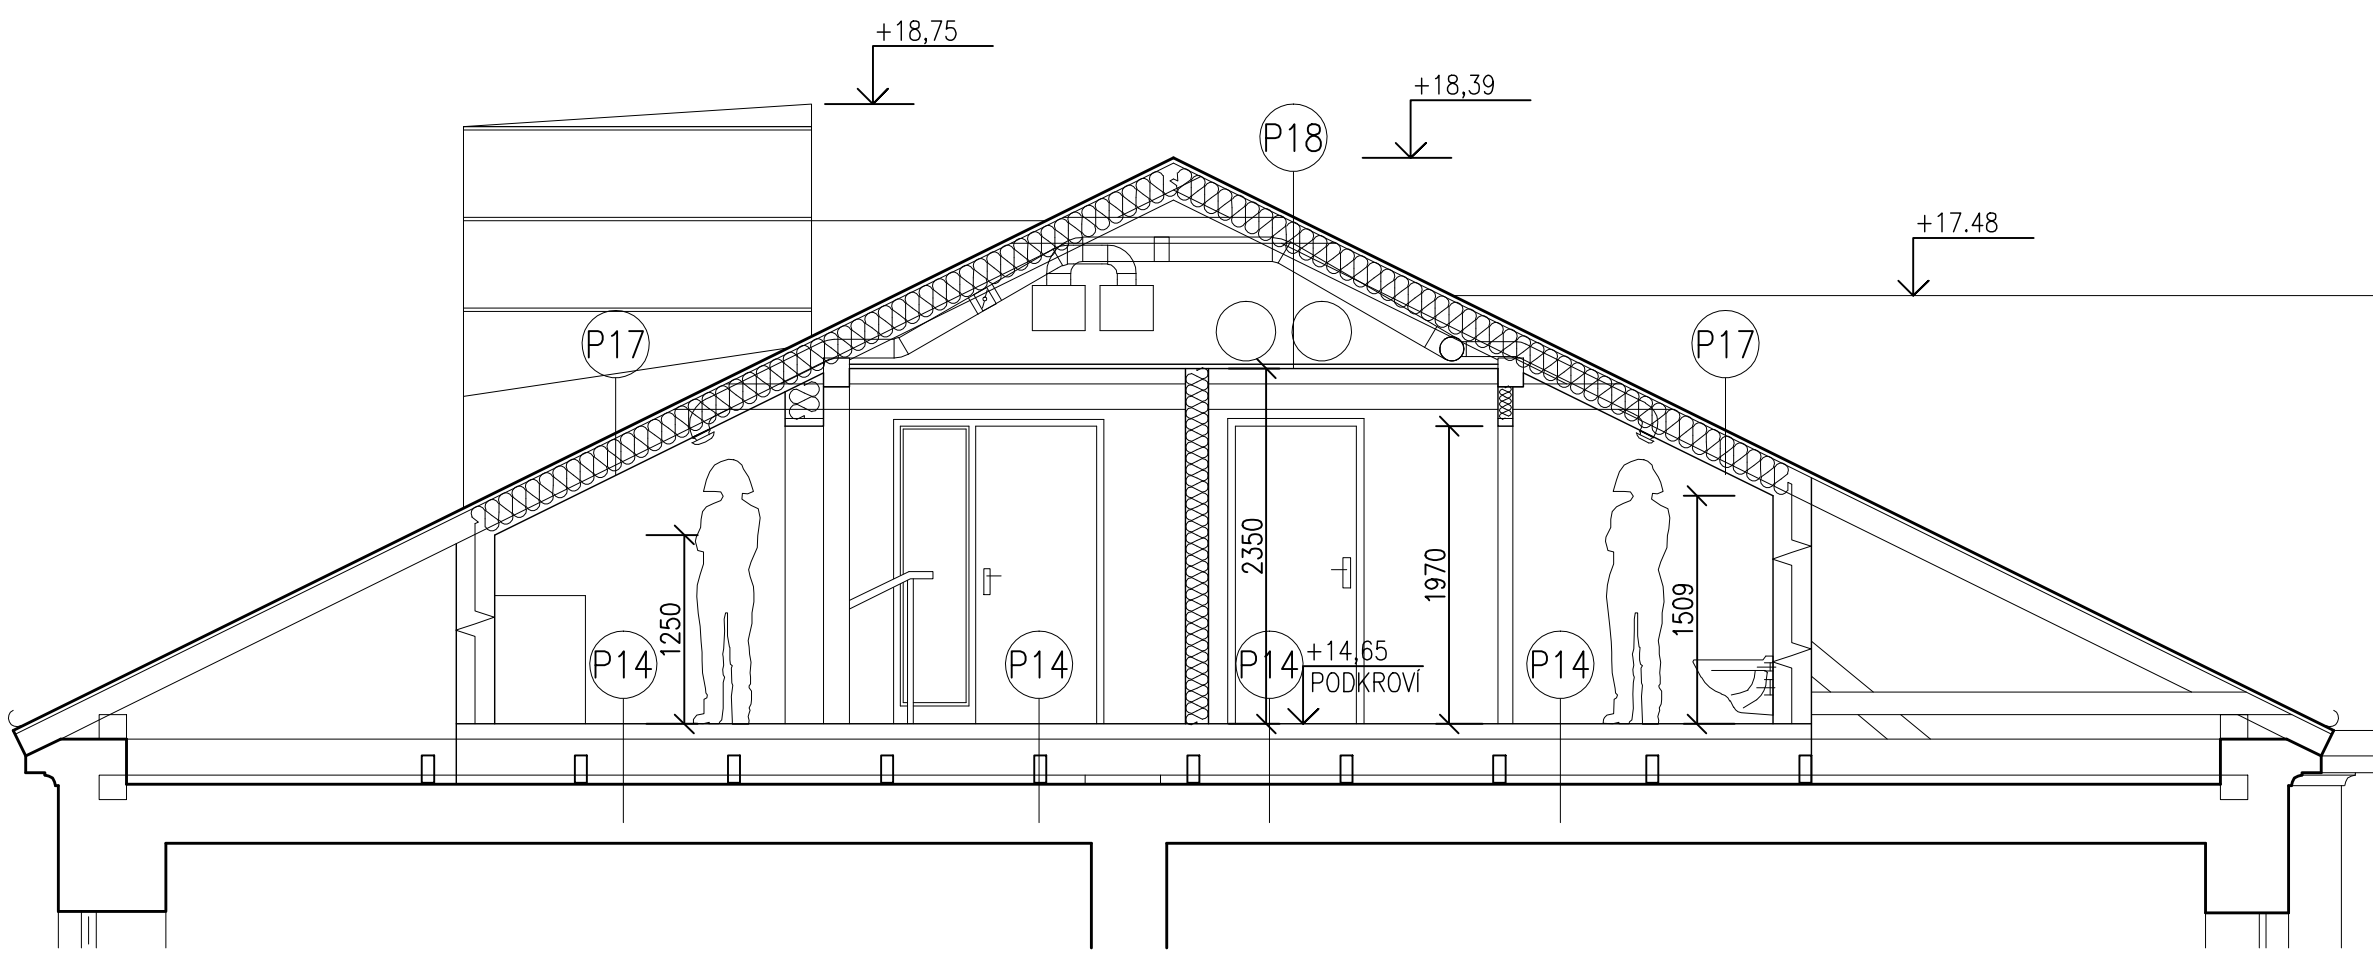 +18,75
+18,39
P18
+17.48
P17
P17
2350
1970
1509
1250
P14
P14
P14
+14,65
PODKROVÍ
P14